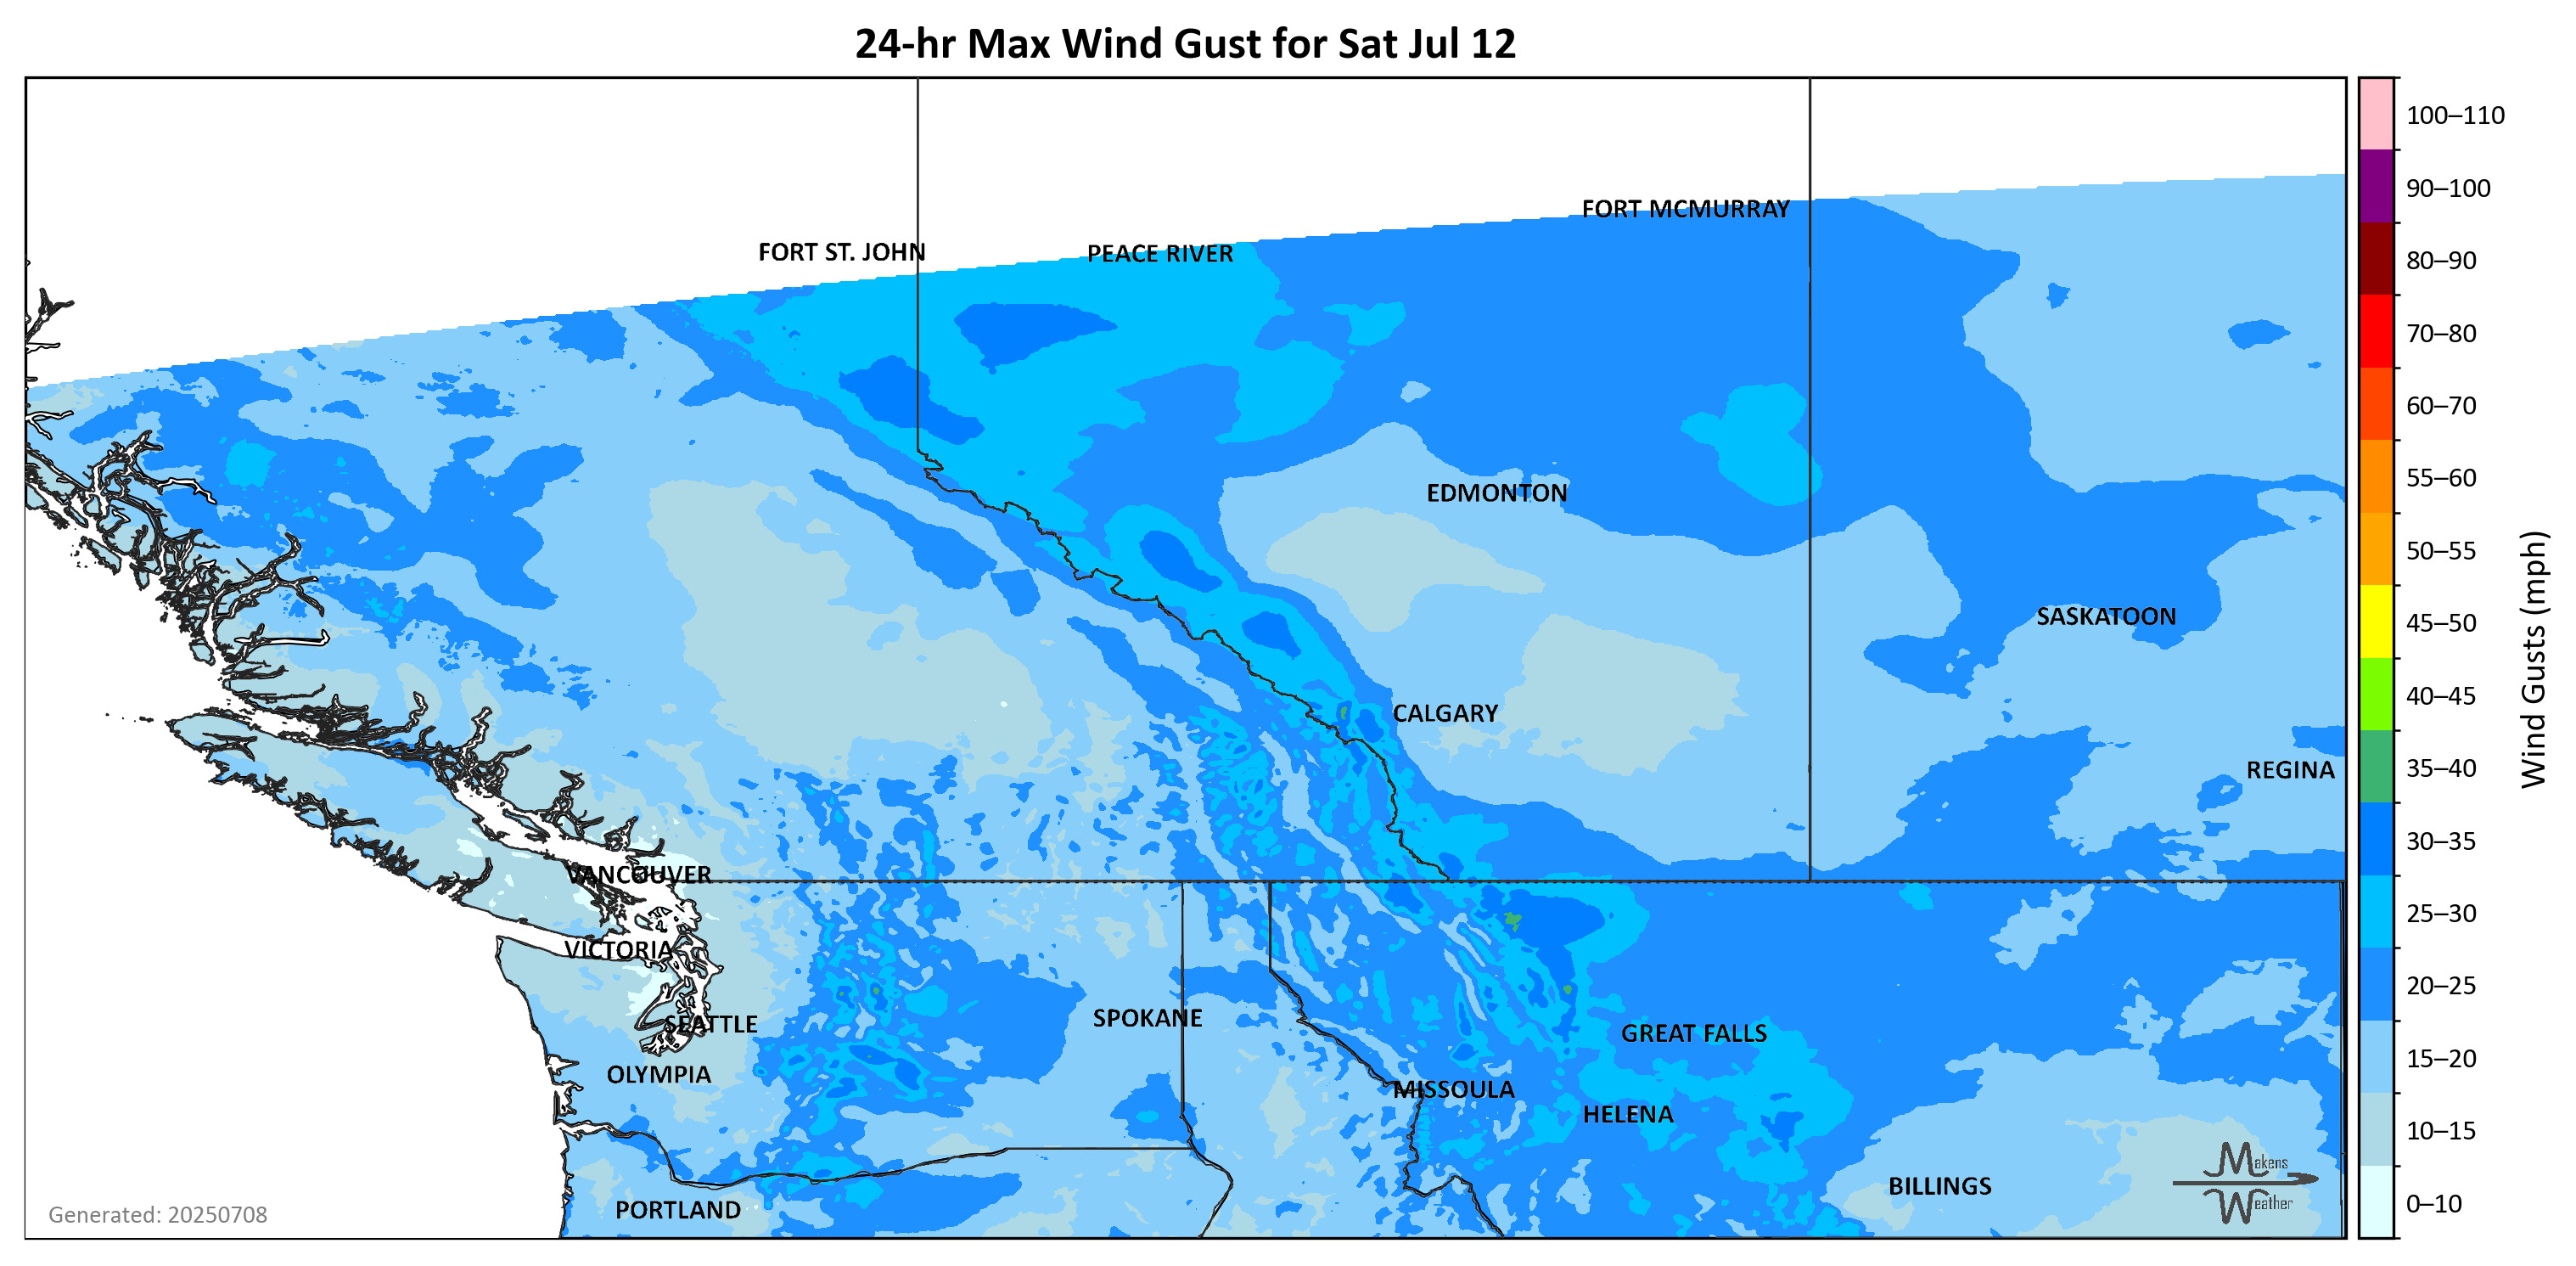 24-hr Max Wind Gust for Sat Jul 12
100–110
90–100
80–90
70–80
60–70
55–60
50–55
45–50
40–45
35–40
30–35
25–30
20–25
15–20
10–15
0–10
Wind Gusts (mph)
FORT MCMURRAY
FORT ST. JOHN
PEACE RIVER
EDMONTON
SASKATOON
CALGARY
REGINA
VANCOUVER
VICTORIA
SPOKANE
SEATTLE
GREAT FALLS
OLYMPIA
MISSOULA
HELENA
BILLINGS
PORTLAND
Makens
Weather
Generated: 20250708